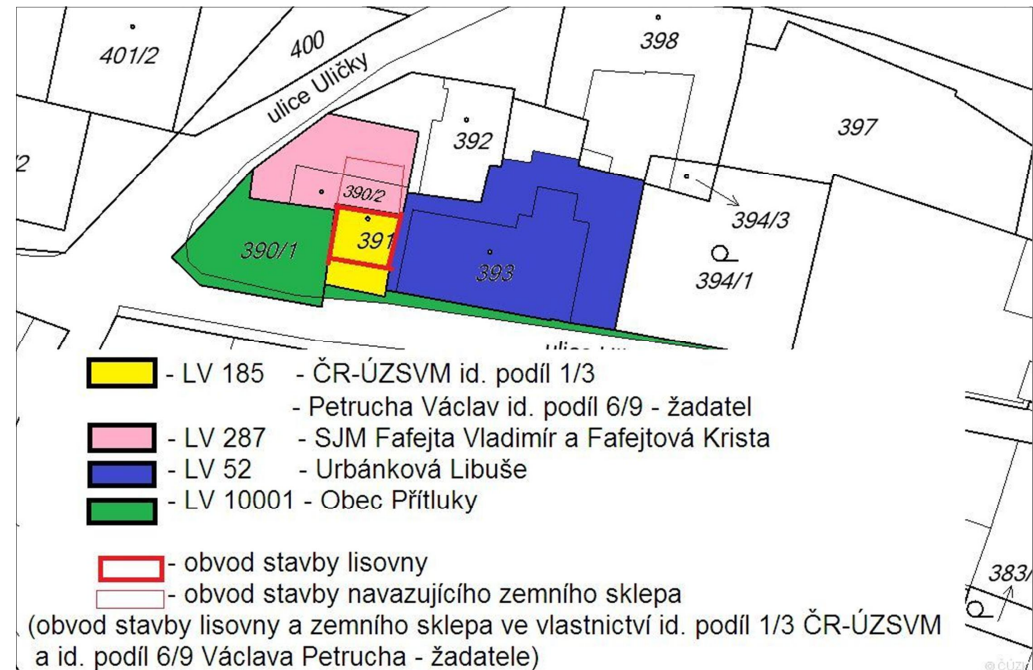 401/2
400
398
ulice Uličky
397
392
390/2
394/3
391
390/1
393
394/1
- LV 185 - ČR-ÚZSVM id. podíl 1/3
- Petrucha Václav id. podíl 6/9 - žadatel
- LV 287 - SJM Fafejta Vladimír a Fafejtová Krista
- LV 52 - Urbánková Libuše
- LV 10001 - Obec Přítluky
- obvod stavby lisovny
- obvod stavby navazujícího zemního sklepa
383/
(obvod stavby lisovny a zemního sklepa ve vlastnictví id. podíl 1/3 ČR-ÚZSVM
a id. podíl 6/9 Václava Petrucha - žadatele)